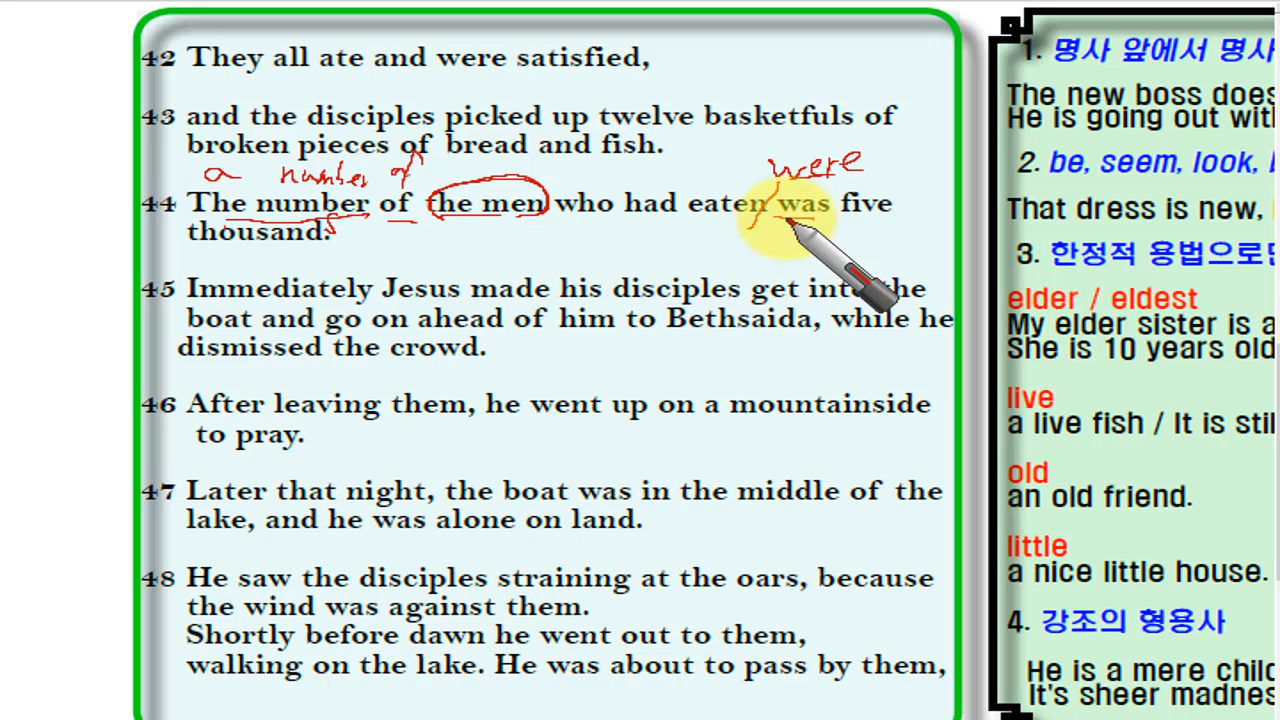 42 They all ate and were satisfied,
43 and the disciples picked up twelve basketfuls of
broken pieces of bread and fish.
a number of were
44 The number of the men who had eaten was five
thousand.
45 Immediately Jesus made his disciples get into the
boat and go on ahead of him to Bethsaida, while he
dismissed the crowd.
46 After leaving them, he went up on a mountainside
to pray.
47 Later that night, the boat was in the middle of the
lake, and he was alone on land.
48 He saw the disciples straining at the oars, because
the wind was against them.
Shortly before dawn he went out to them,
walking on the lake. He was about to pass by them,
1. 명사 앞에서 명사
The new boss does
He is going out with
2. be, seem, look,
That dress is new,
3. 한정적 용법으로만
elder / eldest
My elder sister is a
She is 10 years old
live
a live fish / It is still
old
an old friend.
little
a nice little house.
4. 강조의 형용사
He is a mere child
It's sheer madnes